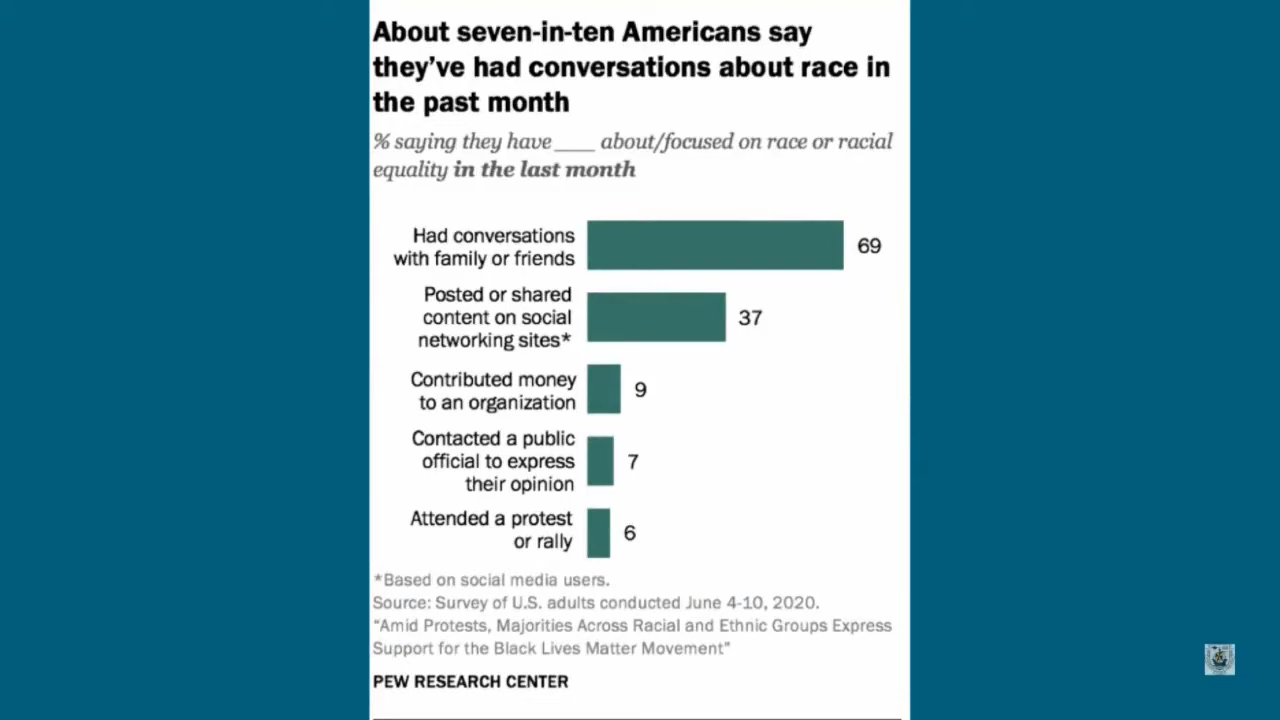 About seven-in-ten Americans say
they've had conversations about race in
the past month
% saying they have ___ about/focused on race or racial
equality in the last month
Had conversations
with family or friends
69
Posted or shared
content on social
networking sites*
37
Contributed money
to an organization
9
Contacted a public
official to express
their opinion
7
Attended a protest
or rally
6
*Based on social media users.
Source: Survey of U.S. adults conducted June 4-10, 2020.
“Amid Protests, Majorities Across Racial and Ethnic Groups Express
Support for the Black Lives Matter Movement”
PEW RESEARCH CENTER